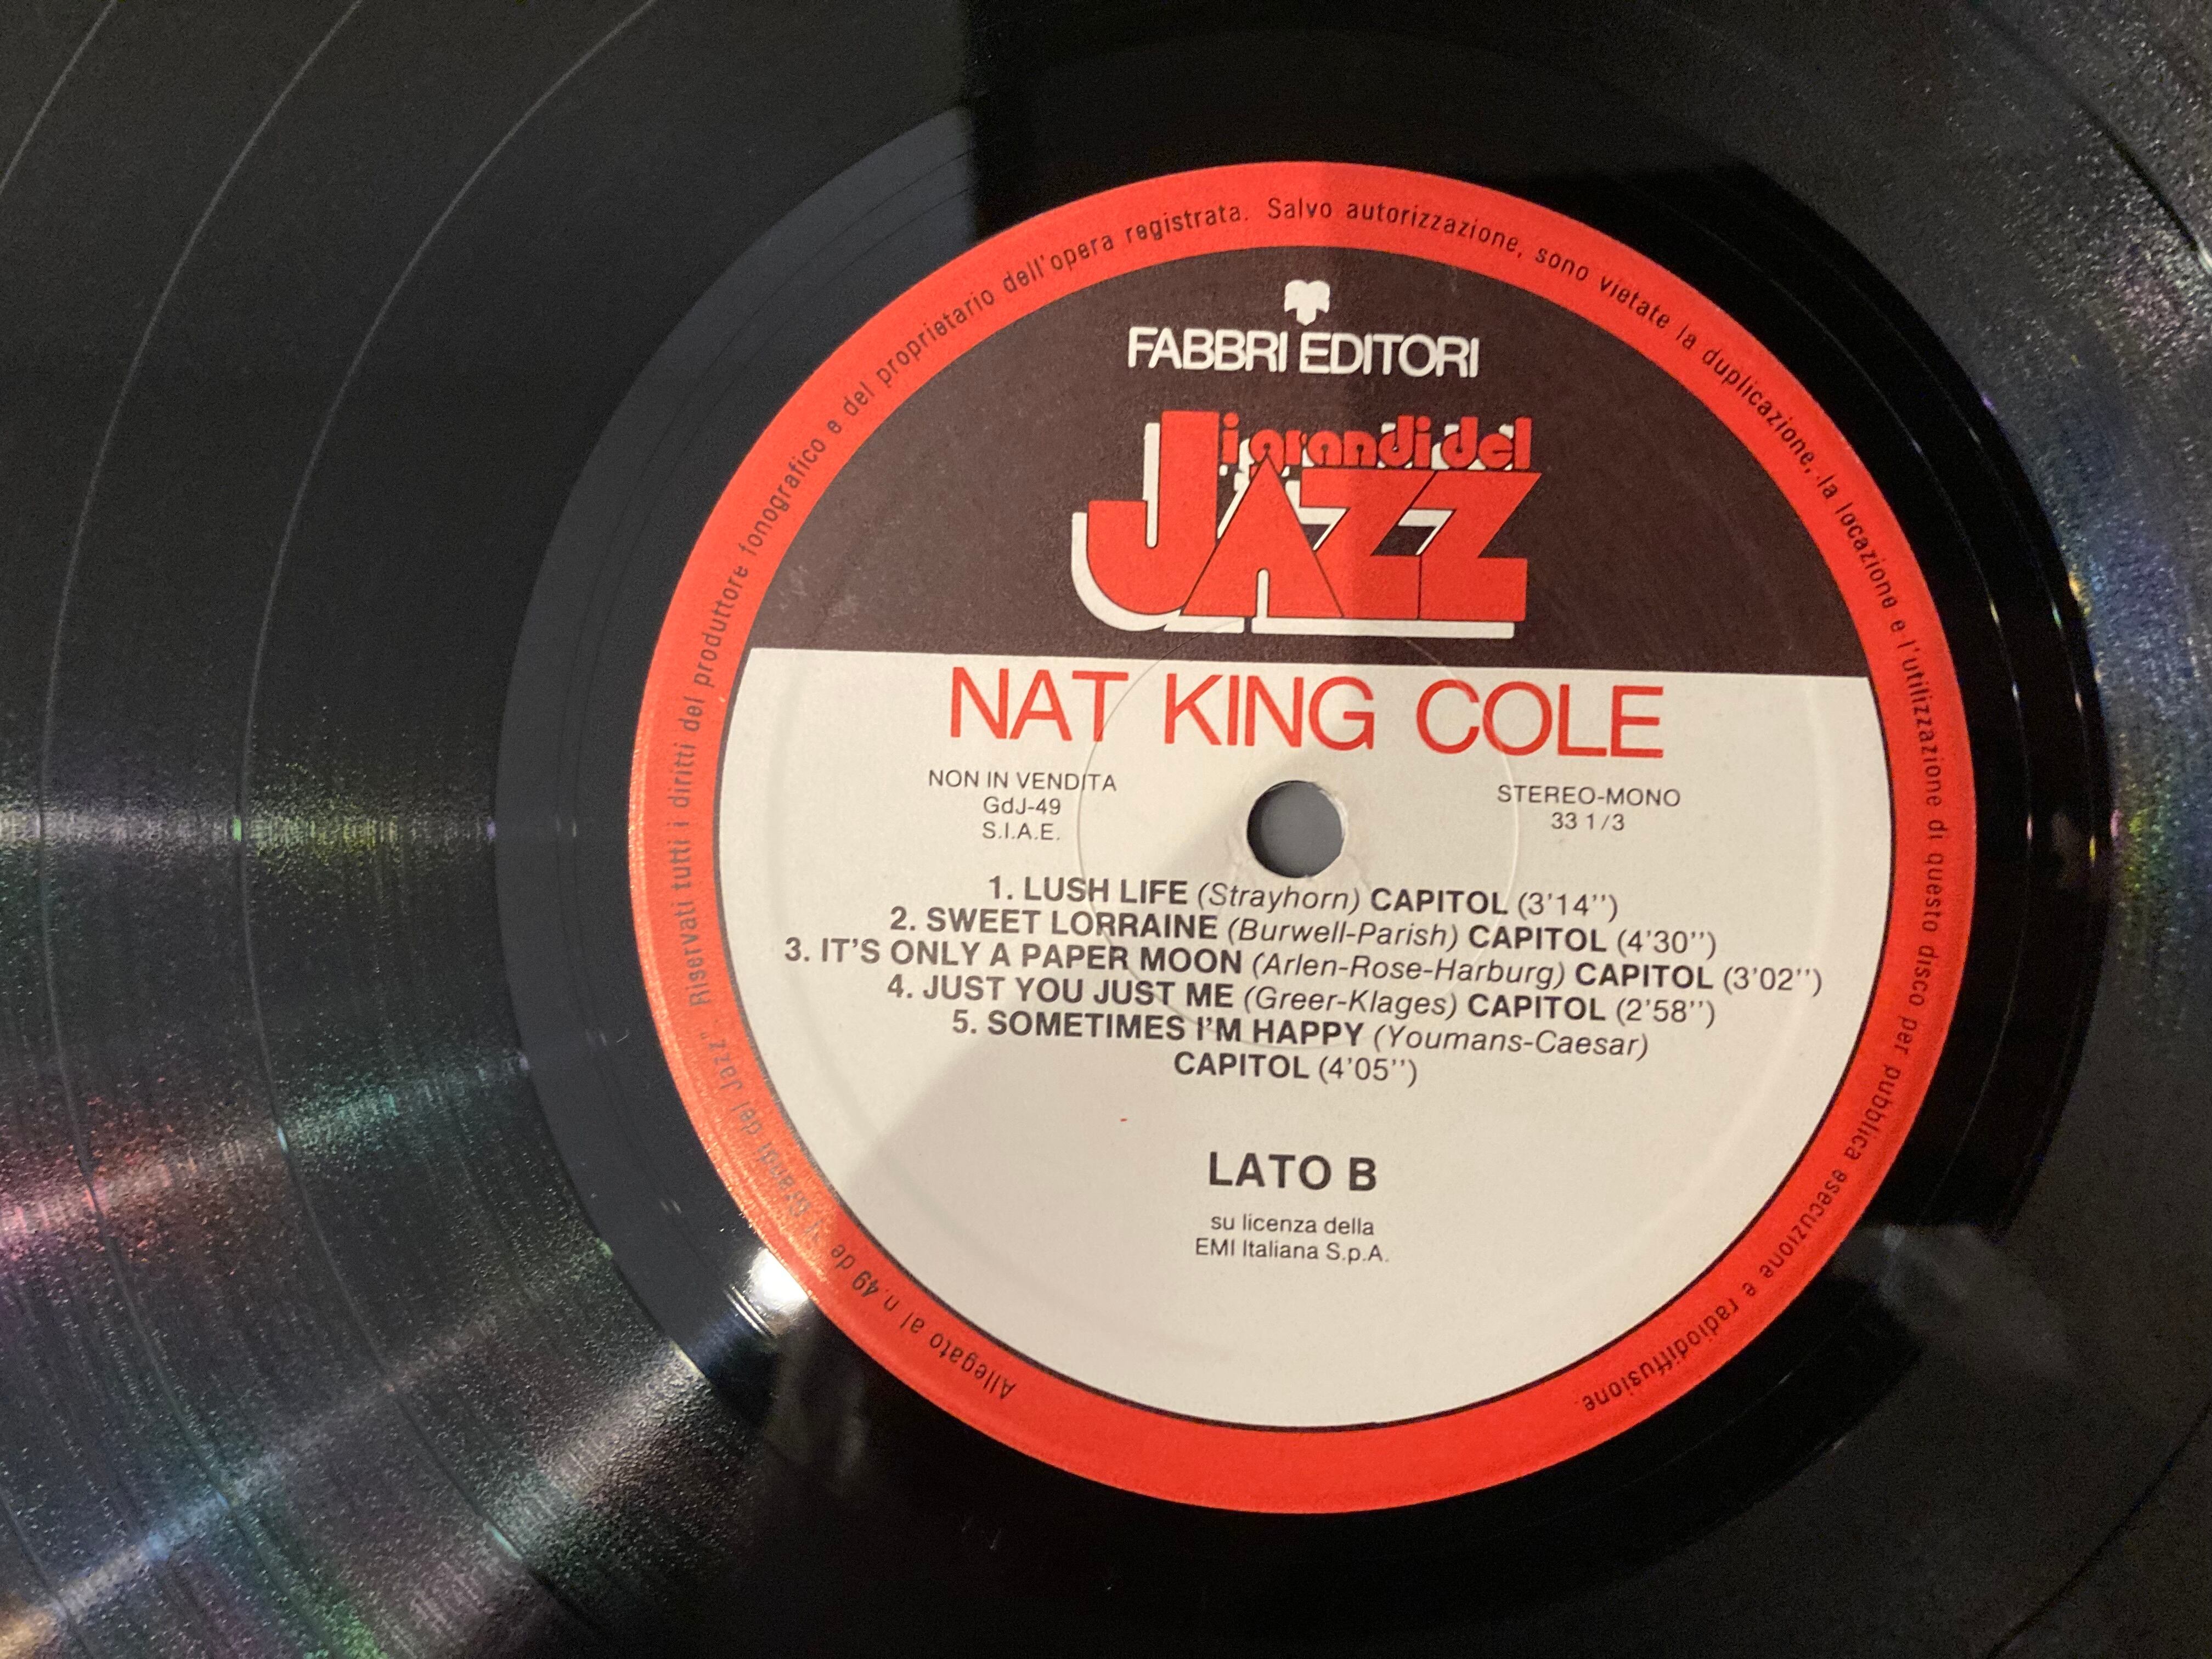 Allegato al n.49 de "I Grandi del Jazz". Riservati tutti i diritti del produttore fonografico e del proprietario dell'opera registrata. Salvo autorizzazione, sono vietate la duplicazione, la locazione e l'utilizzazione di questo disco per pubblica esecuzione e radiodiffusione.
FABBRI EDITORI
i grandi del
JAZZ
NAT KING COLE
NON IN VENDITA
GdJ-49
S.I.A.E.
STEREO-MONO
33 1/3
1. LUSH LIFE (Strayhorn) CAPITOL (3'14'')
2. SWEET LORRAINE (Burwell-Parish) CAPITOL (4'30'')
3. IT'S ONLY A PAPER MOON (Arlen-Rose-Harburg) CAPITOL (3'02'')
4. JUST YOU JUST ME (Greer-Klages) CAPITOL (2'58'')
5. SOMETIMES I'M HAPPY (Youmans-Caesar)
CAPITOL (4'05'')
LATO B
su licenza della
EMI Italiana S.p.A.